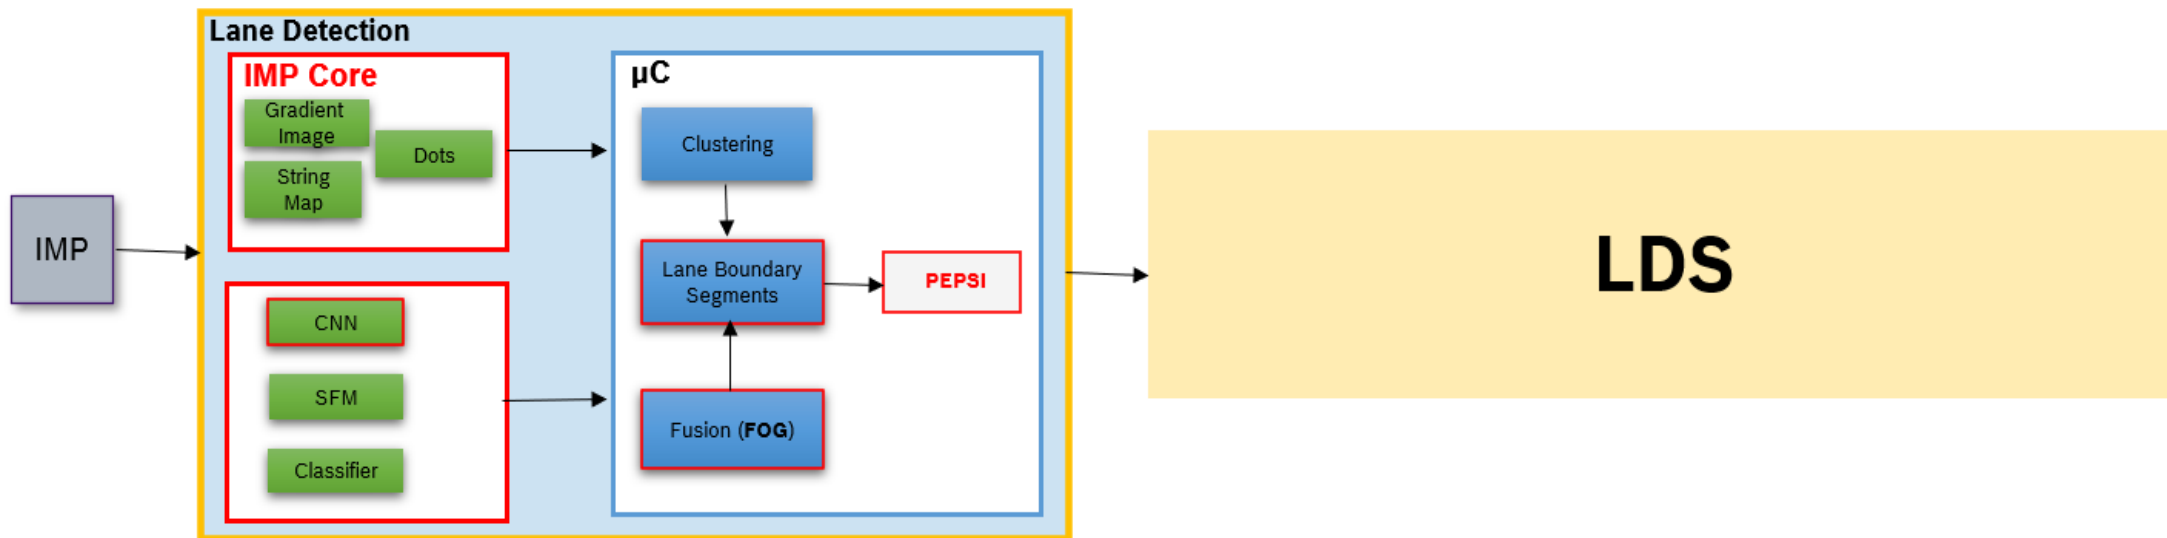 Lane Detection
IMP Core
Gradient
Image
Dots
String
Map
IMP
CNN
SFM
Classifier
µC
Clustering
Lane Boundary
Segments
PEPSI
Fusion (FOG)
LDS